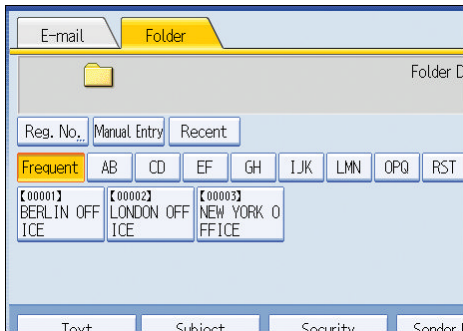 E-mail Folder
Folder D
Reg. No. Manual Entry Recent
Frequent AB CD EF GH IJK LMN OPQ RST
【00001】 【00002】 【00003】
BERLIN OFF LONDON OFF NEW YORK O
ICE ICE FFICE
Text Subject Security Sender